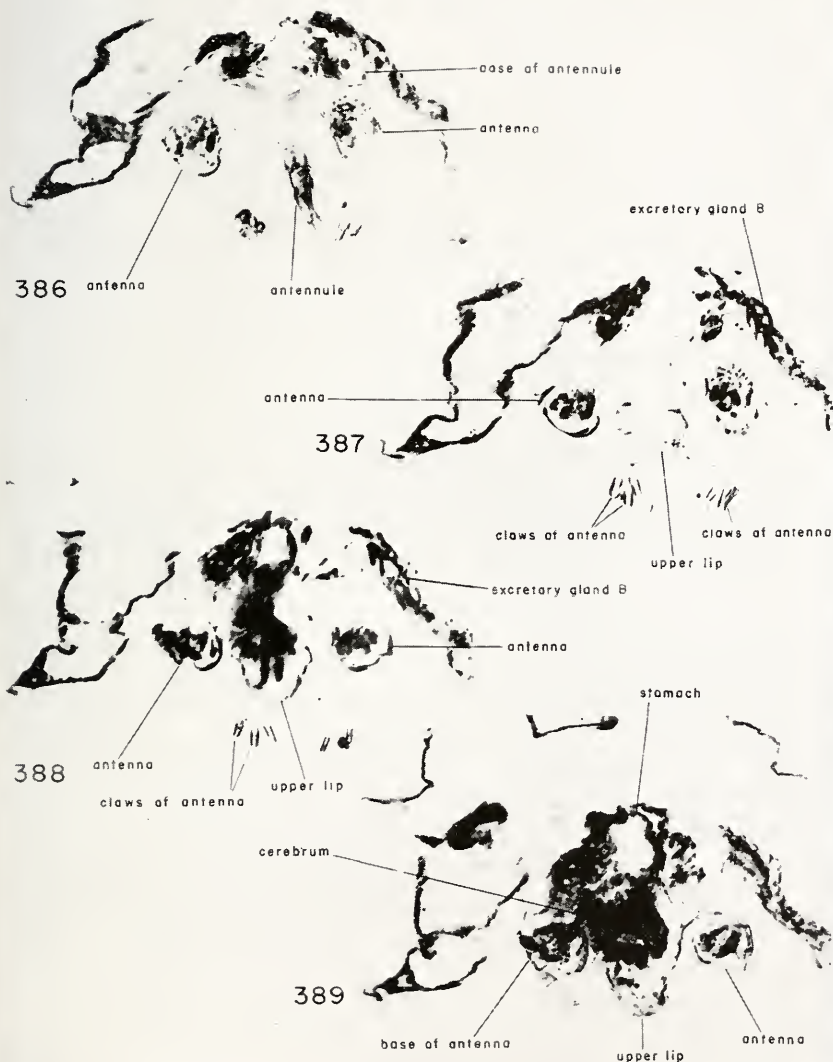 base of antennule
antenna
386 antenna
antennule
excretory gland B
antenna
387
claws of antenna
claws of antenna
upper lip
excretory gland B
antenna
388 antenna
claws of antenna
upper lip
stomach
cerebrum
389
base of antenna
antenna
upper lip